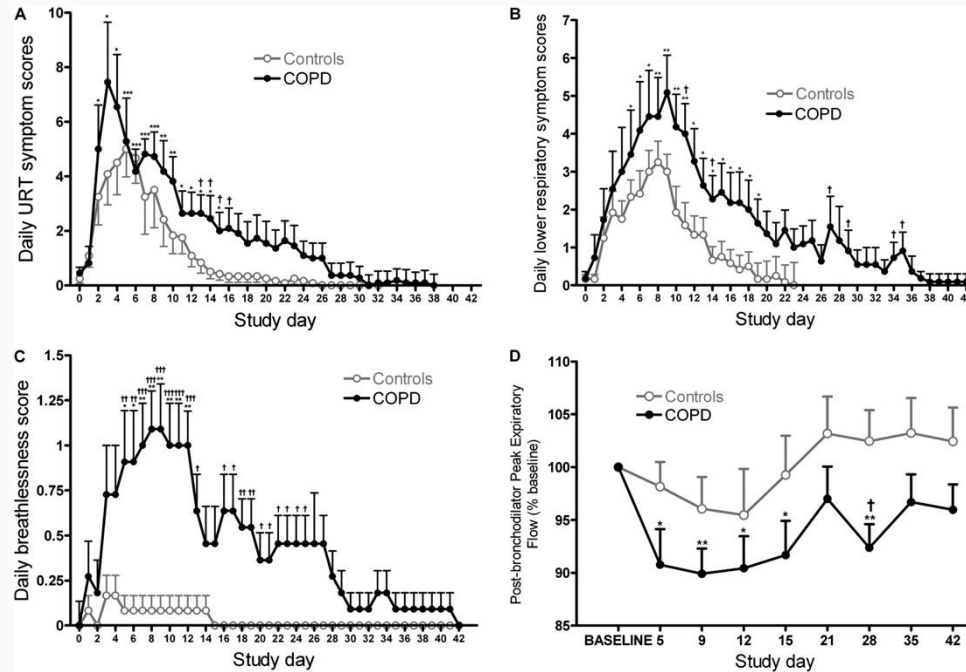 A
Daily URT symptom scores
10
8
6
4
2
0
Controls
COPD
* * * *** *** *** *** ** ** * * † * † * † * †
0 2 4 6 8 10 12 14 16 18 20 22 24 26 28 30 32 34 36 38 40 42
Study day
B
Daily lower respiratory symptom scores
7
6
5
4
3
2
1
0
Controls
COPD
0 2 4 6 8 10 12 14 16 18 20 22 24 26 28 30 32 34 36 38 40 42
Study day
C
Daily breathlessness score
1.5
1.25
1
0.75
0.5
0.25
0
Controls
COPD
0 2 4 6 8 10 12 14 16 18 20 22 24 26 28 30 32 34 36 38 40 42
Study day
D
Post-bronchodilator Peak Expiratory
Flow (% baseline)
110
105
100
95
90
85
Controls
COPD
* ** * * † **
BASELINE 5 9 12 15 21 28 35 42
Study day